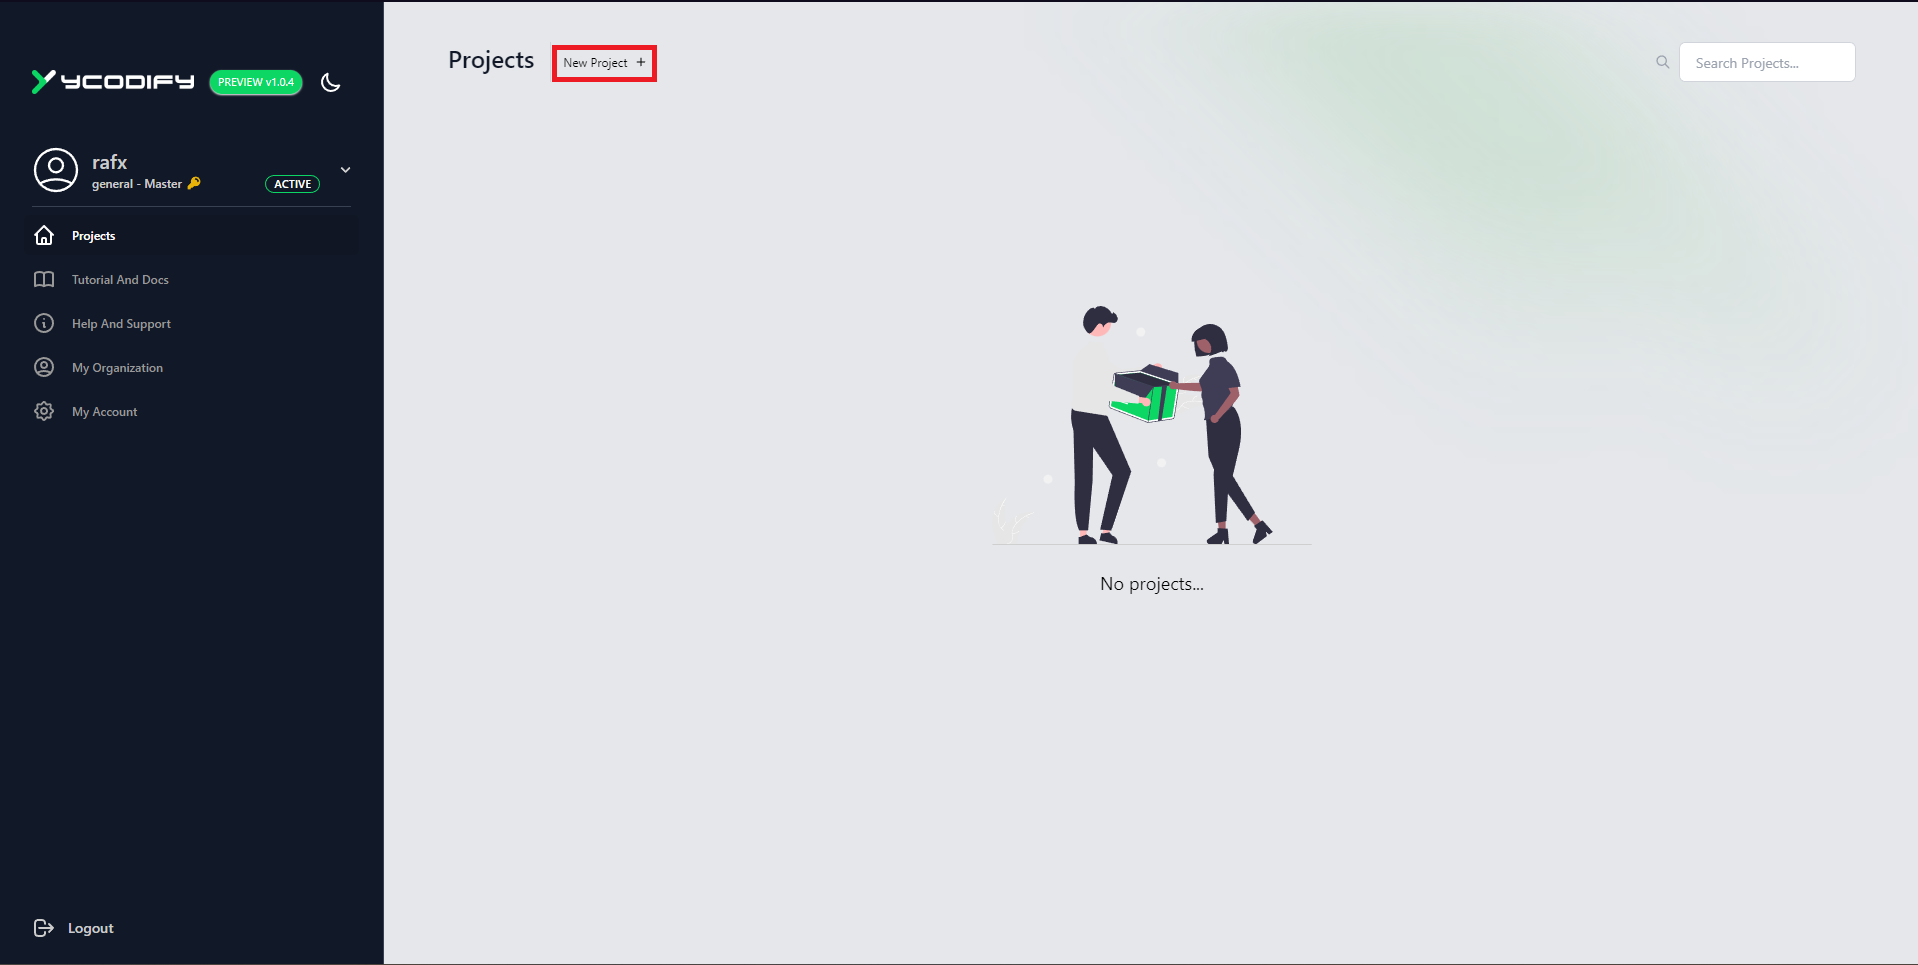 YCODIFY PREVIEW v1.0.4
rafx
general - Master 🔑 ACTIVE
Projects
Tutorial And Docs
Help And Support
My Organization
My Account
Logout
Projects New Project +
Search Projects...
No projects...